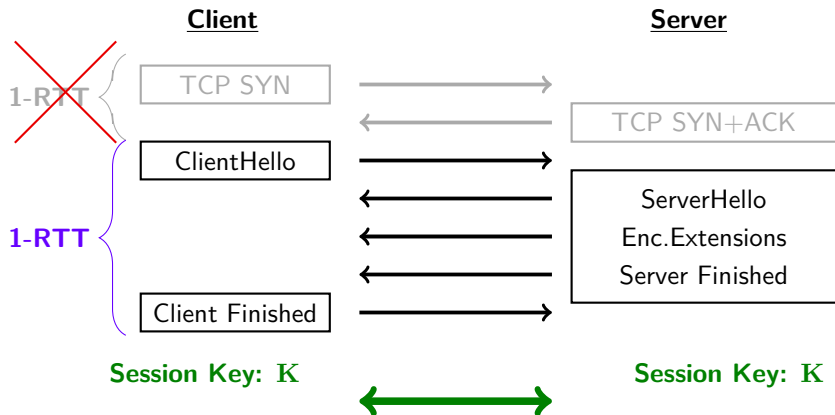 Client
Server
1-RTT
TCP SYN
TCP SYN+ACK
ClientHello
1-RTT
ServerHello
Enc.Extensions
Server Finished
Client Finished
Session Key: K
Session Key: K